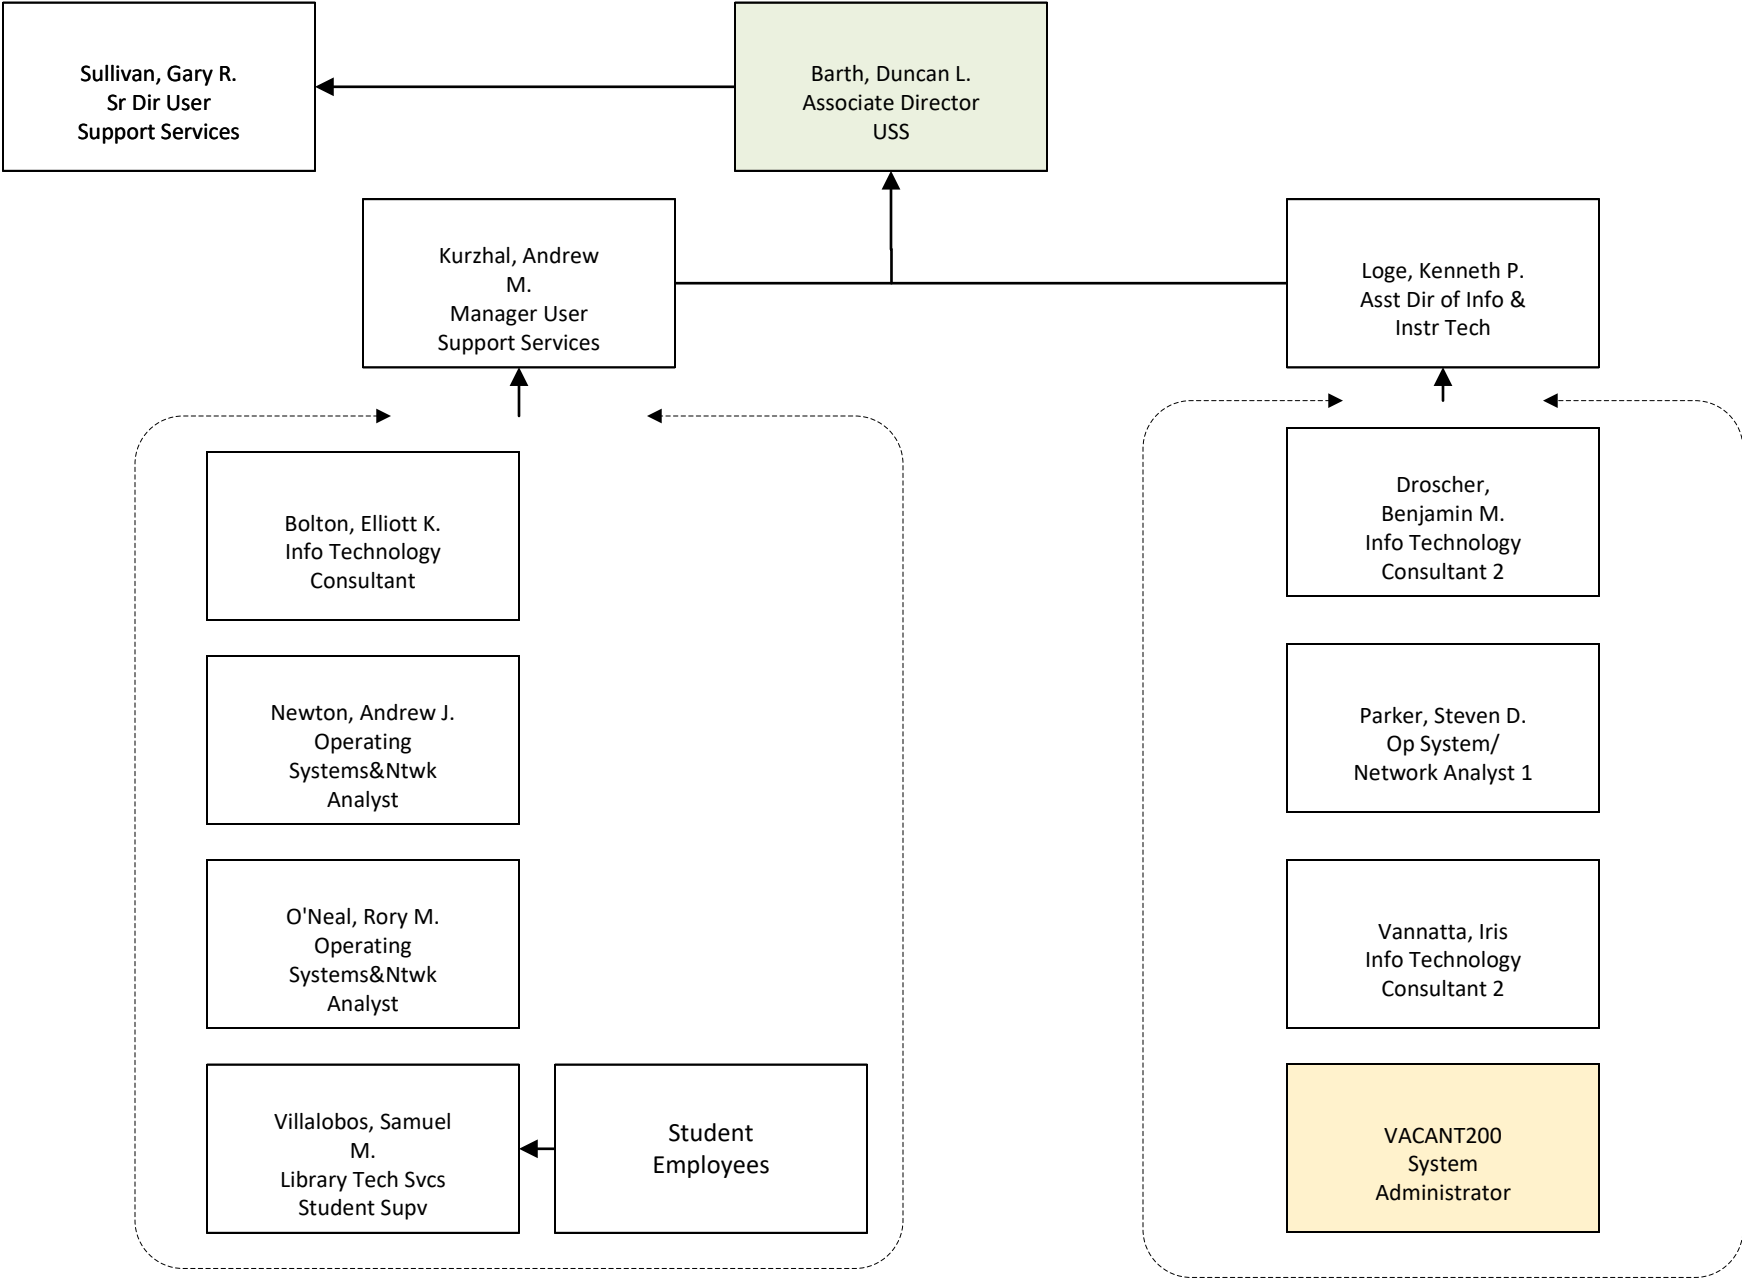 Sullivan, Gary R.
Sr Dir User
Support Services
Barth, Duncan L.
Associate Director
USS
Kurzhal, Andrew
M.
Manager User
Support Services
Loge, Kenneth P.
Asst Dir of Info &
Instr Tech
Bolton, Elliott K.
Info Technology
Consultant
Newton, Andrew J.
Operating
Systems&Ntwk
Analyst
O'Neal, Rory M.
Operating
Systems&Ntwk
Analyst
Villalobos, Samuel
M.
Library Tech Svcs
Student Supv
Student
Employees
Droscher,
Benjamin M.
Info Technology
Consultant 2
Parker, Steven D.
Op System/
Network Analyst 1
Vannatta, Iris
Info Technology
Consultant 2
VACANT200
System
Administrator